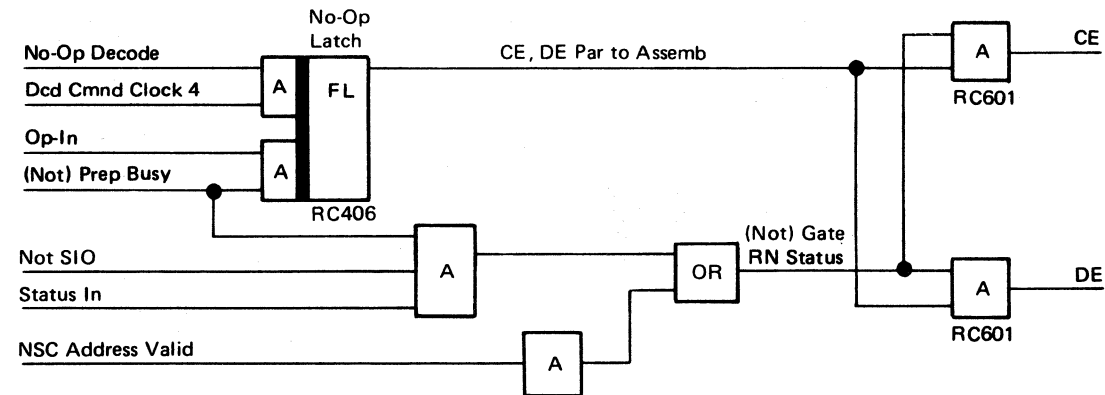 No-Op
Latch
No-Op Decode
Dcd Cmnd Clock 4
Op-In
(Not) Prep Busy
A
A
FL
RC406
CE, DE Par to Assemb
Not SIO
Status In
A
NSC Address Valid
A
OR
(Not) Gate
RN Status
A
RC601
CE
A
RC601
DE